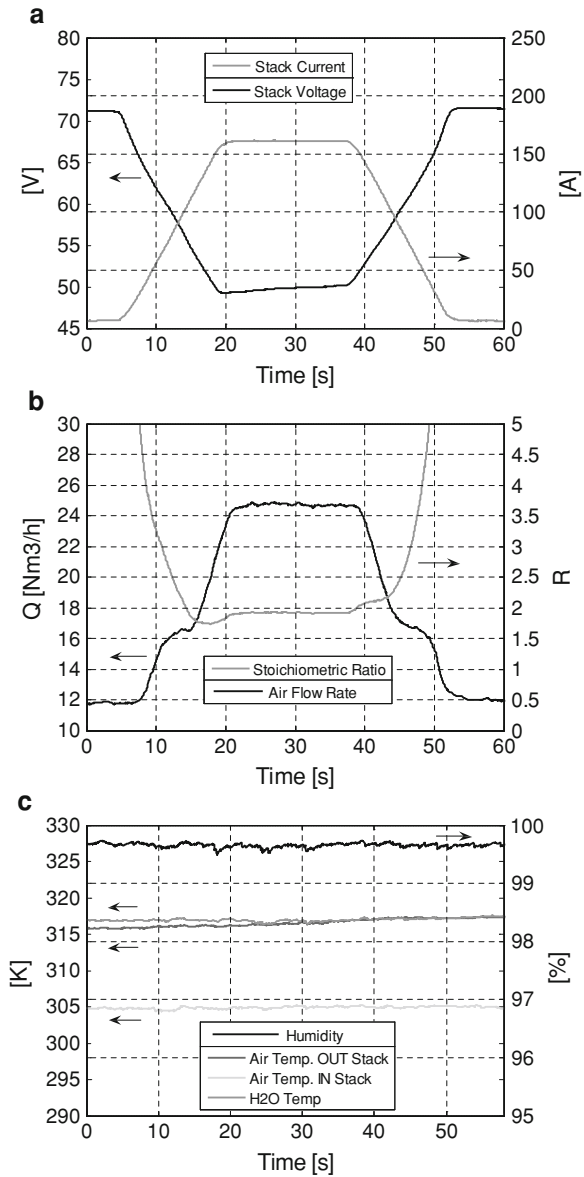 a
80
75
70
65
60
55
50
45
[V]
250
200
150
100
50
0
[A]
Stack Current
Stack Voltage
0 10 20 30 40 50 60
Time [s]
b
30
28
26
24
22
20
18
16
14
12
10
Q [Nm3/h]
5
4.5
4
3.5
3
2.5
2
1.5
1
0.5
0
R
Stoichiometric Ratio
Air Flow Rate
0 10 20 30 40 50 60
Time [s]
c
330
325
320
315
310
305
300
295
290
[K]
100
99
98
97
96
95
[%]
Humidity
Air Temp. OUT Stack
Air Temp. IN Stack
H2O Temp
0 10 20 30 40 50
Time [s]